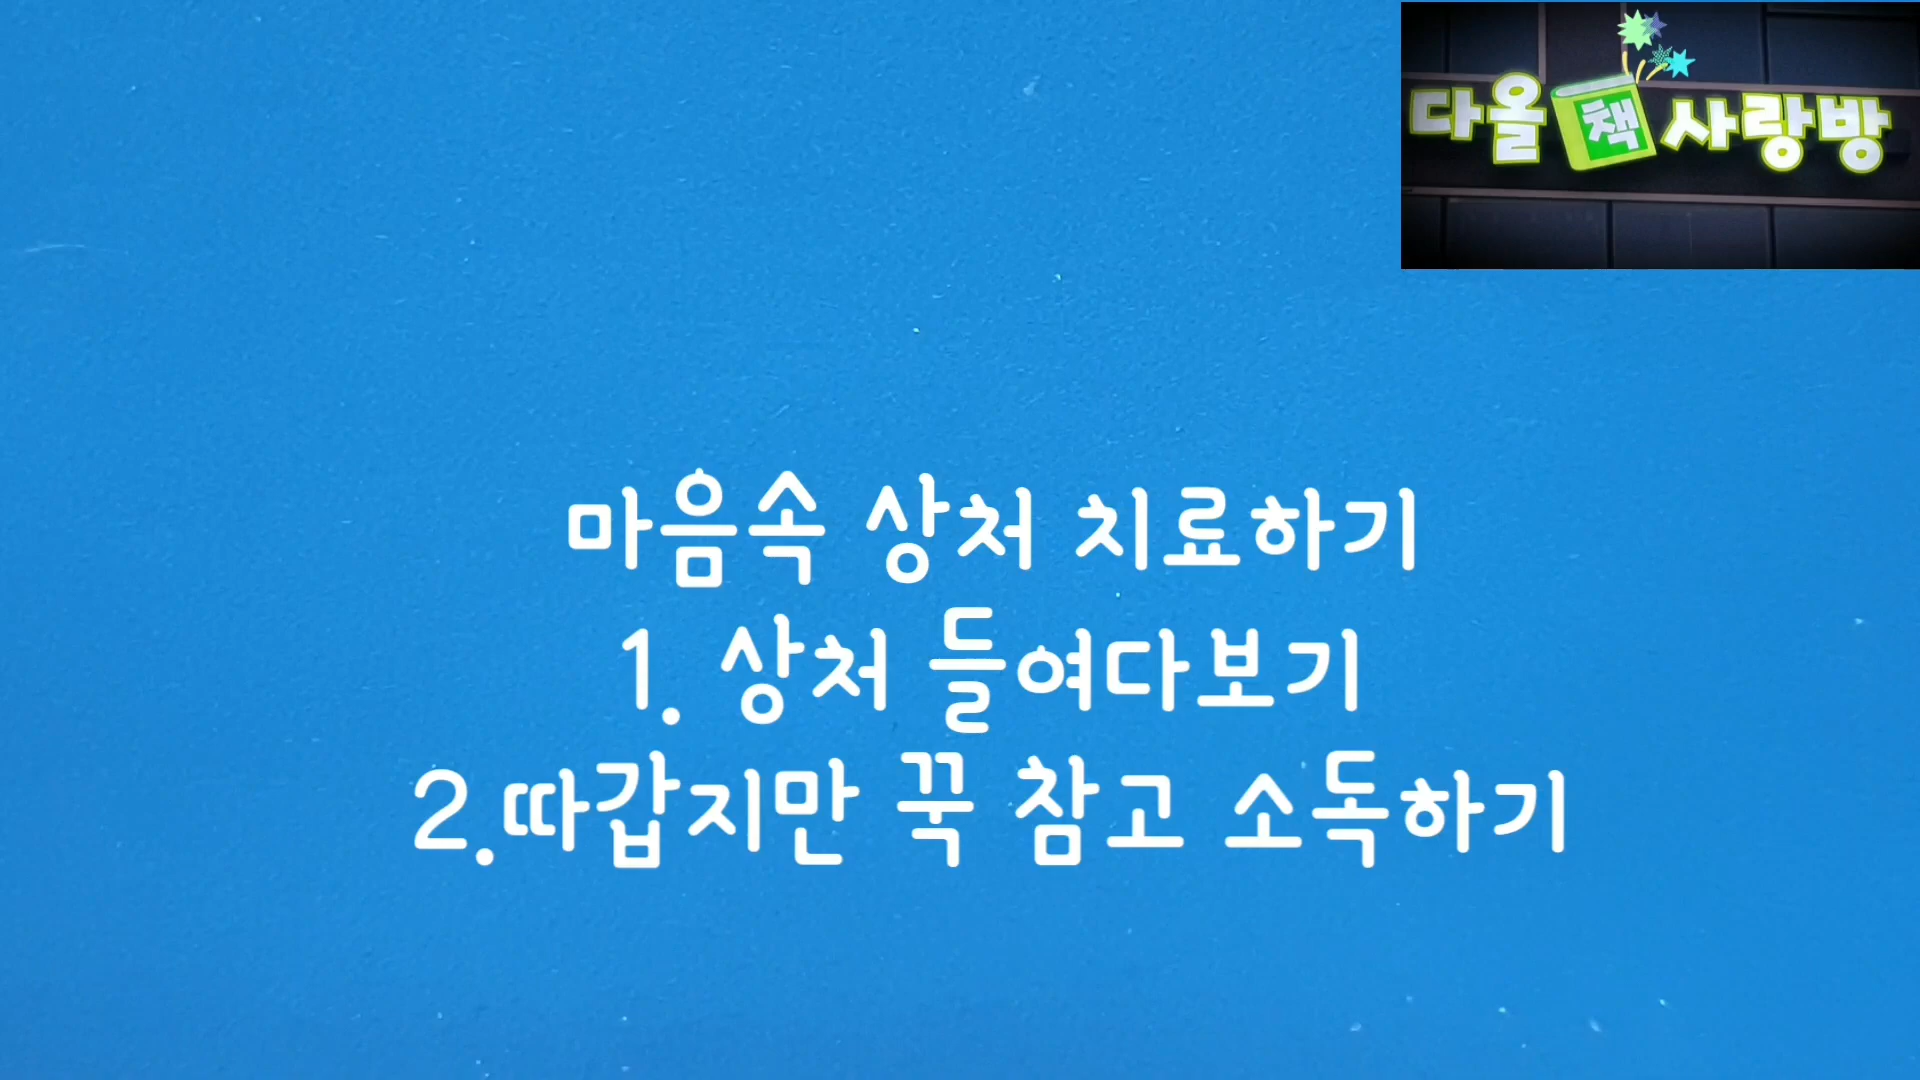 다올 책 사랑방
마음속 상처 치료하기
1. 상처 들여다보기
2.따갑지만 꾹 참고 소독하기